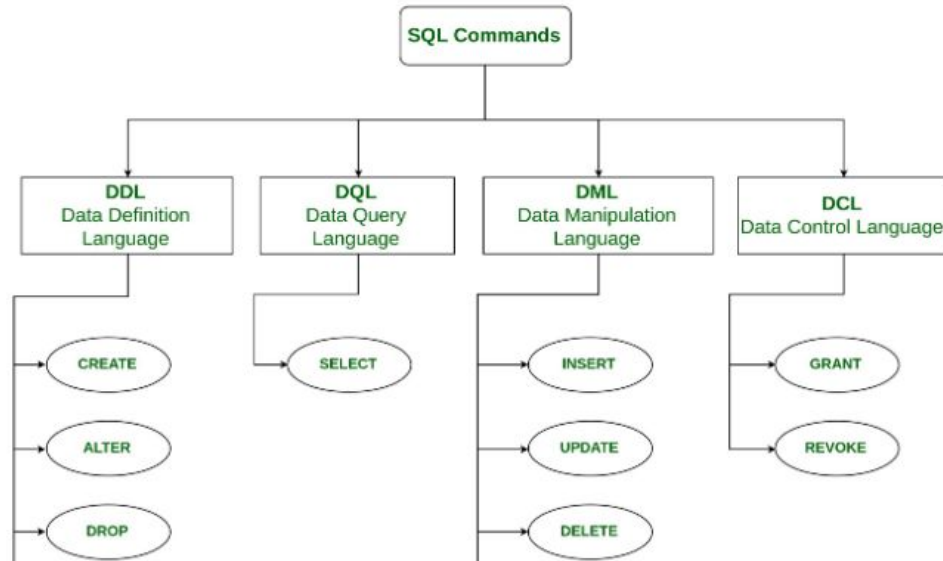 SQL Commands
DDL
Data Definition
Language
DQL
Data Query
Language
DML
Data Manipulation
Language
DCL
Data Control Language
CREATE
SELECT
INSERT
GRANT
ALTER
UPDATE
REVOKE
DROP
DELETE